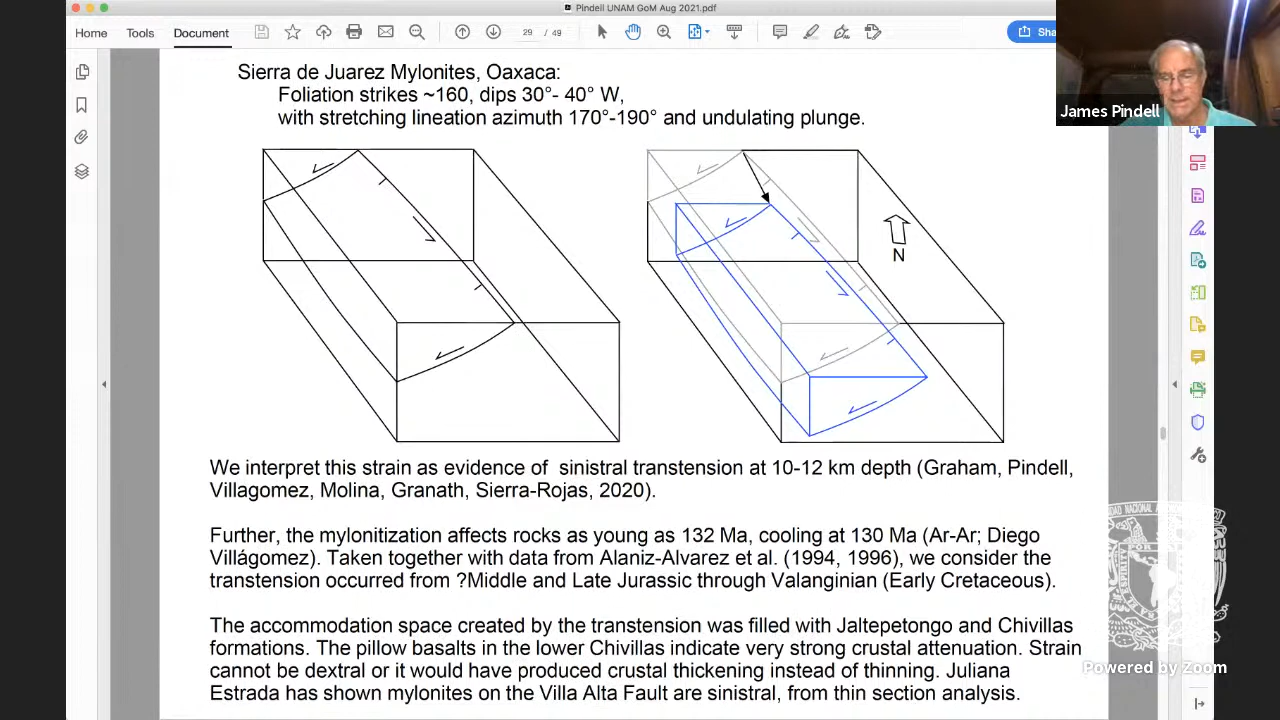 Pindell UNAM GoM Aug 2021.pdf
Home Tools Document 29 / 49 Sha
James Pindell
Sierra de Juarez Mylonites, Oaxaca:
Foliation strikes ~160, dips 30°- 40° W,
with stretching lineation azimuth 170°-190° and undulating plunge.
N
We interpret this strain as evidence of  sinistral transtension at 10-12 km depth (Graham, Pindell,
Villagomez, Molina, Granath, Sierra-Rojas, 2020).
Further, the mylonitization affects rocks as young as 132 Ma, cooling at 130 Ma (Ar-Ar; Diego
Villágomez). Taken together with data from Alaniz-Alvarez et al. (1994, 1996), we consider the
transtension occurred from ?Middle and Late Jurassic through Valanginian (Early Cretaceous).
The accommodation space created by the transtension was filled with Jaltepetongo and Chivillas
formations. The pillow basalts in the lower Chivillas indicate very strong crustal attenuation. Strain
cannot be dextral or it would have produced crustal thickening instead of thinning. Juliana
Estrada has shown mylonites on the Villa Alta Fault are sinistral, from thin section analysis.
Powered by Zoom